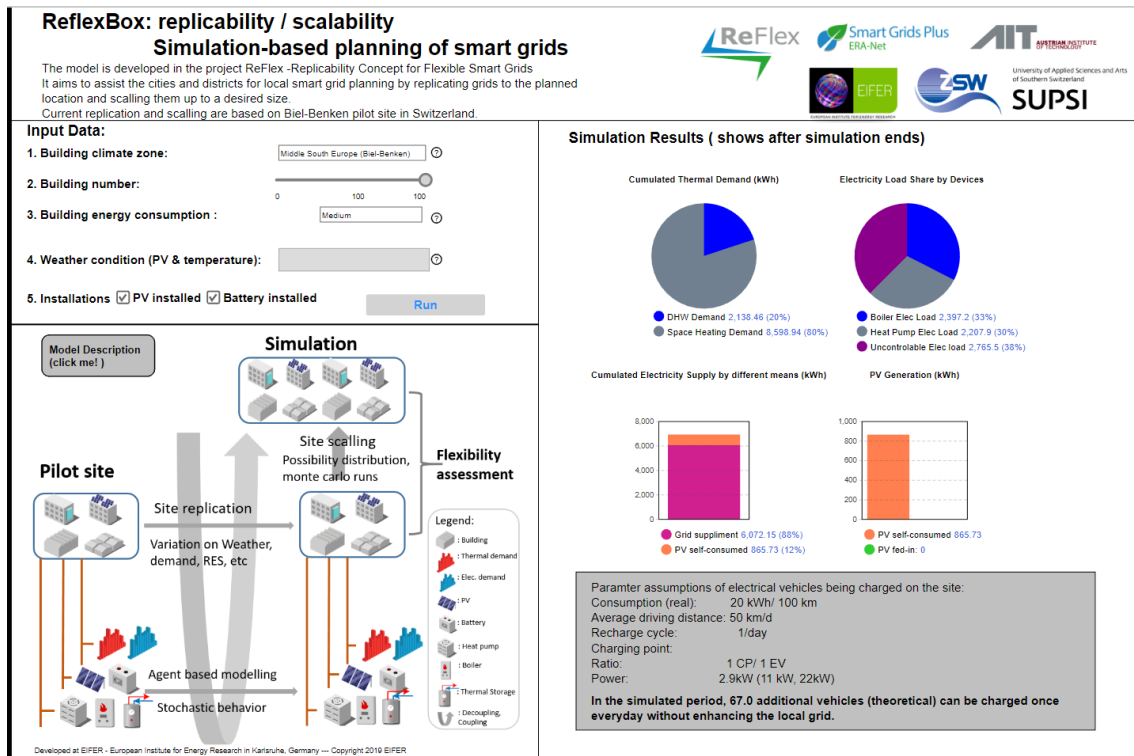 ReflexBox: replicability / scalability
Simulation-based planning of smart grids
The model is developed in the project ReFlex -Replicability Concept for Flexible Smart Grids
It aims to assist the cities and districts for local smart grid planning by replicating grids to the planned
location and scalling them up to a desired size.
Current replication and scalling are based on Biel-Benken pilot site in Switzerland.
ReFlex
Smart Grids Plus
ERA-Net
AIT AUSTRIAN INSTITUTE
OF TECHNOLOGY
EIFER
EUROPEAN INSTITUTE FOR ENERGY RESEARCH
ZSW
University of Applied Sciences and Arts
of Southern Switzerland
SUPSI
Input Data:
1. Building climate zone:
Middle South Europe (Biel-Benken)
?
2. Building number:
0 100 100
3. Building energy consumption :
Medium
?
4. Weather condition (PV & temperature):
?
5. Installations
PV installed
Battery installed
Run
Simulation Results ( shows after simulation ends)
Cumulated Thermal Demand (kWh)
DHW Demand 2,138.46 (20%)
Space Heating Demand 8,598.94 (80%)
Electricity Load Share by Devices
Boiler Elec Load 2,397.2 (33%)
Heat Pump Elec Load 2,207.9 (30%)
Uncontrolable Elec load 2,765.5 (38%)
Cumulated Electricity Supply by different means (kWh)
8,000
6,000
4,000
2,000
0
Grid suppliment 6,072.15 (88%)
PV self-consumed 865.73 (12%)
PV Generation (kWh)
1,000
800
600
400
200
0
PV self-consumed 865.73
PV fed-in: 0
Model Description
(click me! )
Simulation
Site scalling
Possibility distribution,
monte carlo runs
Flexibility
assessment
Pilot site
Site replication
Variation on Weather,
demand, RES, etc
Agent based modelling
Stochastic behavior
Legend:
: Building
: Thermal demand
: Elec. demand
: PV
: Battery
: Heat pump
: Boiler
: Thermal Storage
: Decoupling,
Coupling
Paramter assumptions of electrical vehicles being charged on the site:
Consumption (real): 20 kWh/ 100 km
Average driving distance: 50 km/d
Recharge cycle: 1/day
Charging point:
Ratio: 1 CP/ 1 EV
Power: 2.9kW (11 kW, 22kW)
In the simulated period, 67.0 additional vehicles (theoretical) can be charged once
everyday without enhancing the local grid.
Developed at EIFER - European Institute for Energy Research in Karlsruhe, Germany --- Copyright 2019 EIFER